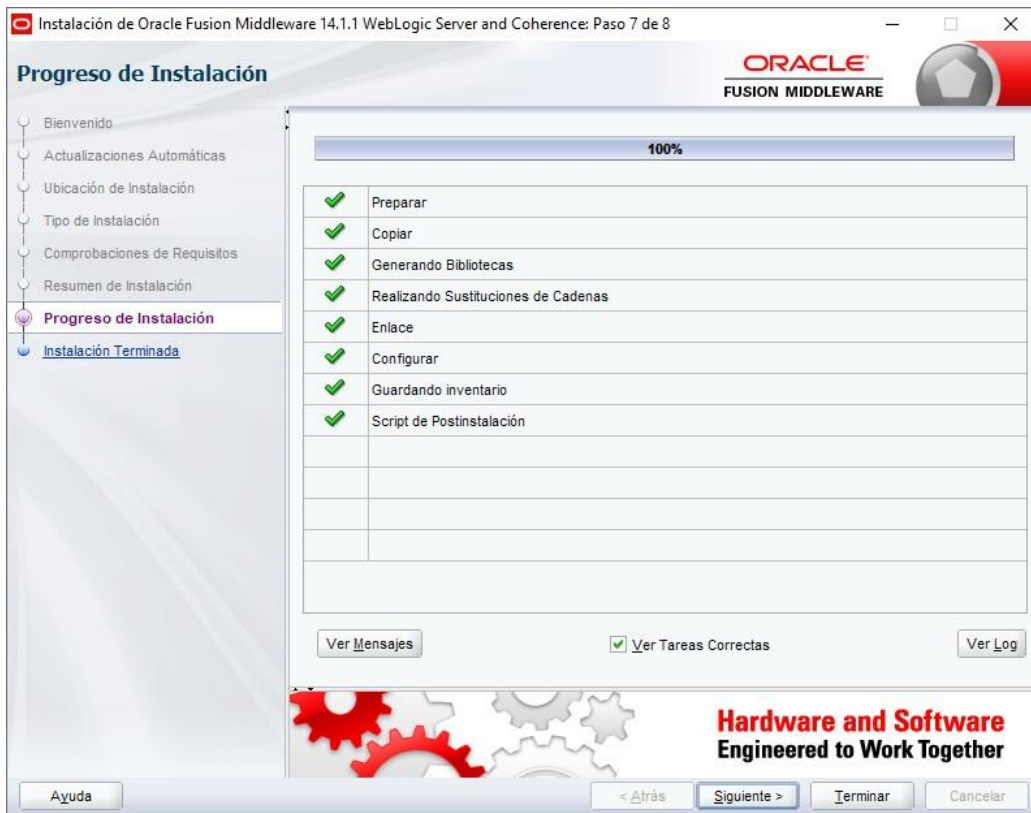 Instalación de Oracle Fusion Middleware 14.1.1 WebLogic Server and Coherence: Paso 7 de 8
Progreso de Instalación
ORACLE
FUSION MIDDLEWARE
Bienvenido
Actualizaciones Automáticas
Ubicación de Instalación
Tipo de Instalación
Comprobaciones de Requisitos
Resumen de Instalación
Progreso de Instalación
Instalación Terminada
100%
Preparar
Copiar
Generando Bibliotecas
Realizando Sustituciones de Cadenas
Enlace
Configurar
Guardando inventario
Script de Postinstalación
Ver Mensajes
Ver Tareas Correctas
Ver Log
Hardware and Software
Engineered to Work Together
Ayuda
< Atrás
Siguiente >
Terminar
Cancelar